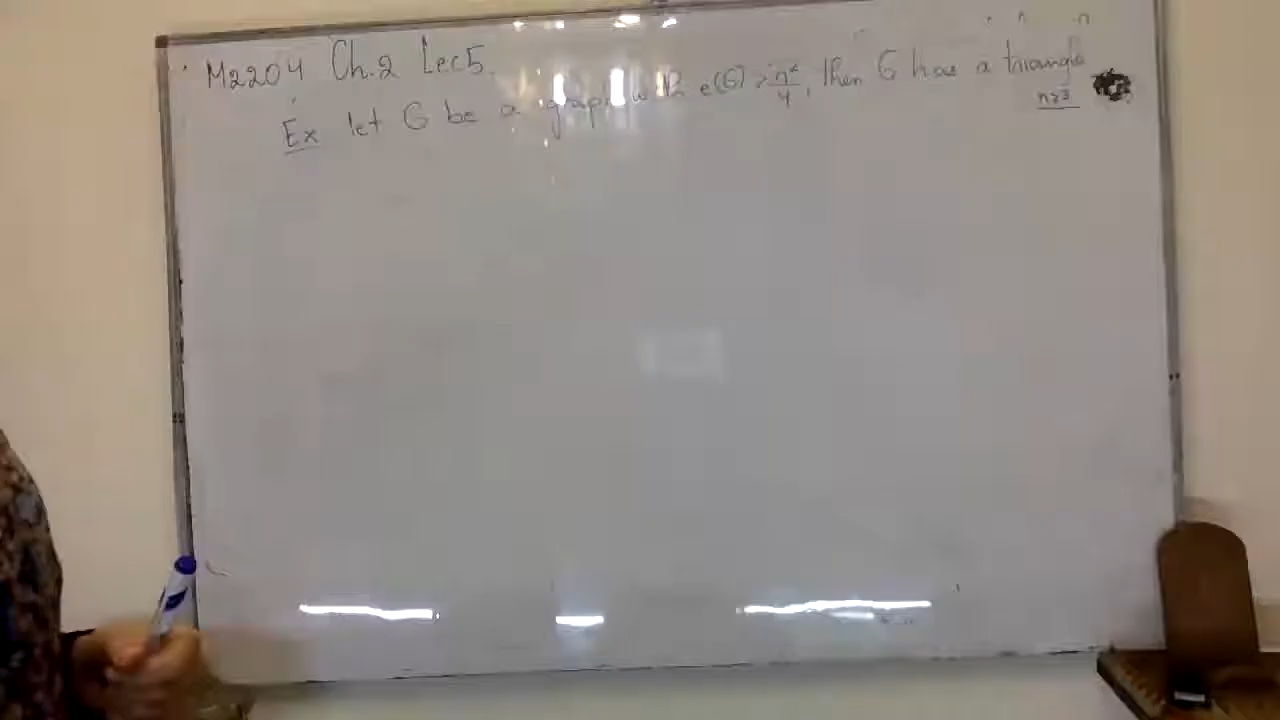 M2204 Ch.2 Lec5.
Ex let G be a graph with e(G) > n²/4, then G has a triangle
n≥3